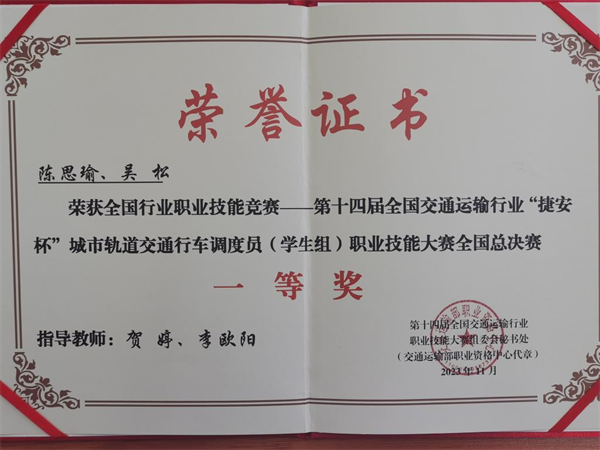 荣誉证书
陈思瑜、吴 松
荣获全国行业职业技能竞赛——第十四届全国交通运输行业“捷安
杯”城市轨道交通行车调度员（学生组）职业技能大赛全国总决赛
一等奖
指导教师：贺 婷、李欧阳
第十四届全国交通运输行业
职业技能大赛组委会秘书处
（交通运输部职业资格中心代章）
2023年11月